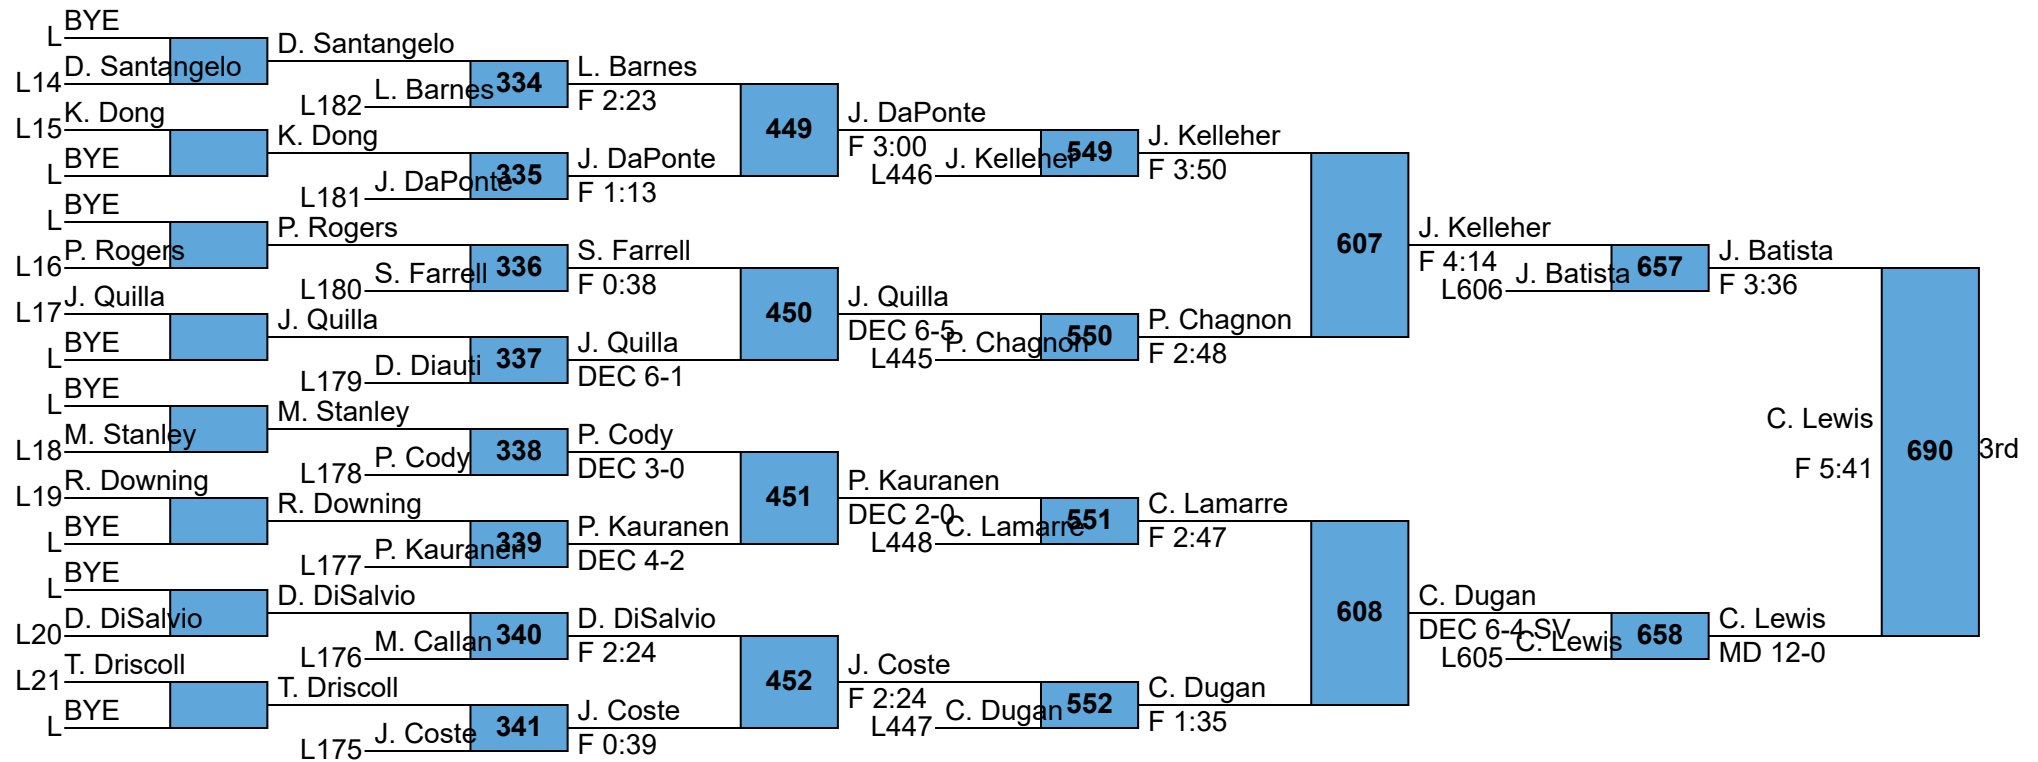 BYE
L
D. Santangelo
L14
K. Dong
L15
BYE
L
BYE
L
P. Rogers
L16
J. Quilla
L17
BYE
L
BYE
L
M. Stanley
L18
R. Downing
L19
BYE
L
BYE
L
D. DiSalvio
L20
T. Driscoll
L21
BYE
L
D. Santangelo
L. Barnes
L182
334
K. Dong
J. DaPonte
L181
335
P. Rogers
S. Farrell
L180
336
J. Quilla
D. Diauti
L179
337
M. Stanley
P. Cody
L178
338
R. Downing
P. Kauranen
L177
339
D. DiSalvio
M. Callan
L176
340
T. Driscoll
J. Coste
L175
341
L. Barnes
F 2:23
J. DaPonte
F 1:13
449
S. Farrell
F 0:38
J. Quilla
DEC 6-1
450
P. Cody
DEC 3-0
P. Kauranen
DEC 4-2
451
D. DiSalvio
F 2:24
J. Coste
F 0:39
452
J. DaPonte
F 3:00
J. Kelleher
L446
549
J. Quilla
DEC 6-5
P. Chagnon
L445
550
P. Kauranen
DEC 2-0
C. Lamarre
L448
551
J. Coste
F 2:24
C. Dugan
L447
552
J. Kelleher
F 3:50
P. Chagnon
F 2:48
607
C. Lamarre
F 2:47
C. Dugan
F 1:35
608
J. Kelleher
F 4:14
J. Batista
L606
657
C. Dugan
DEC 6-4 SV
C. Lewis
L605
658
J. Batista
F 3:36
C. Lewis
MD 12-0
C. Lewis
F 5:41
690
3rd